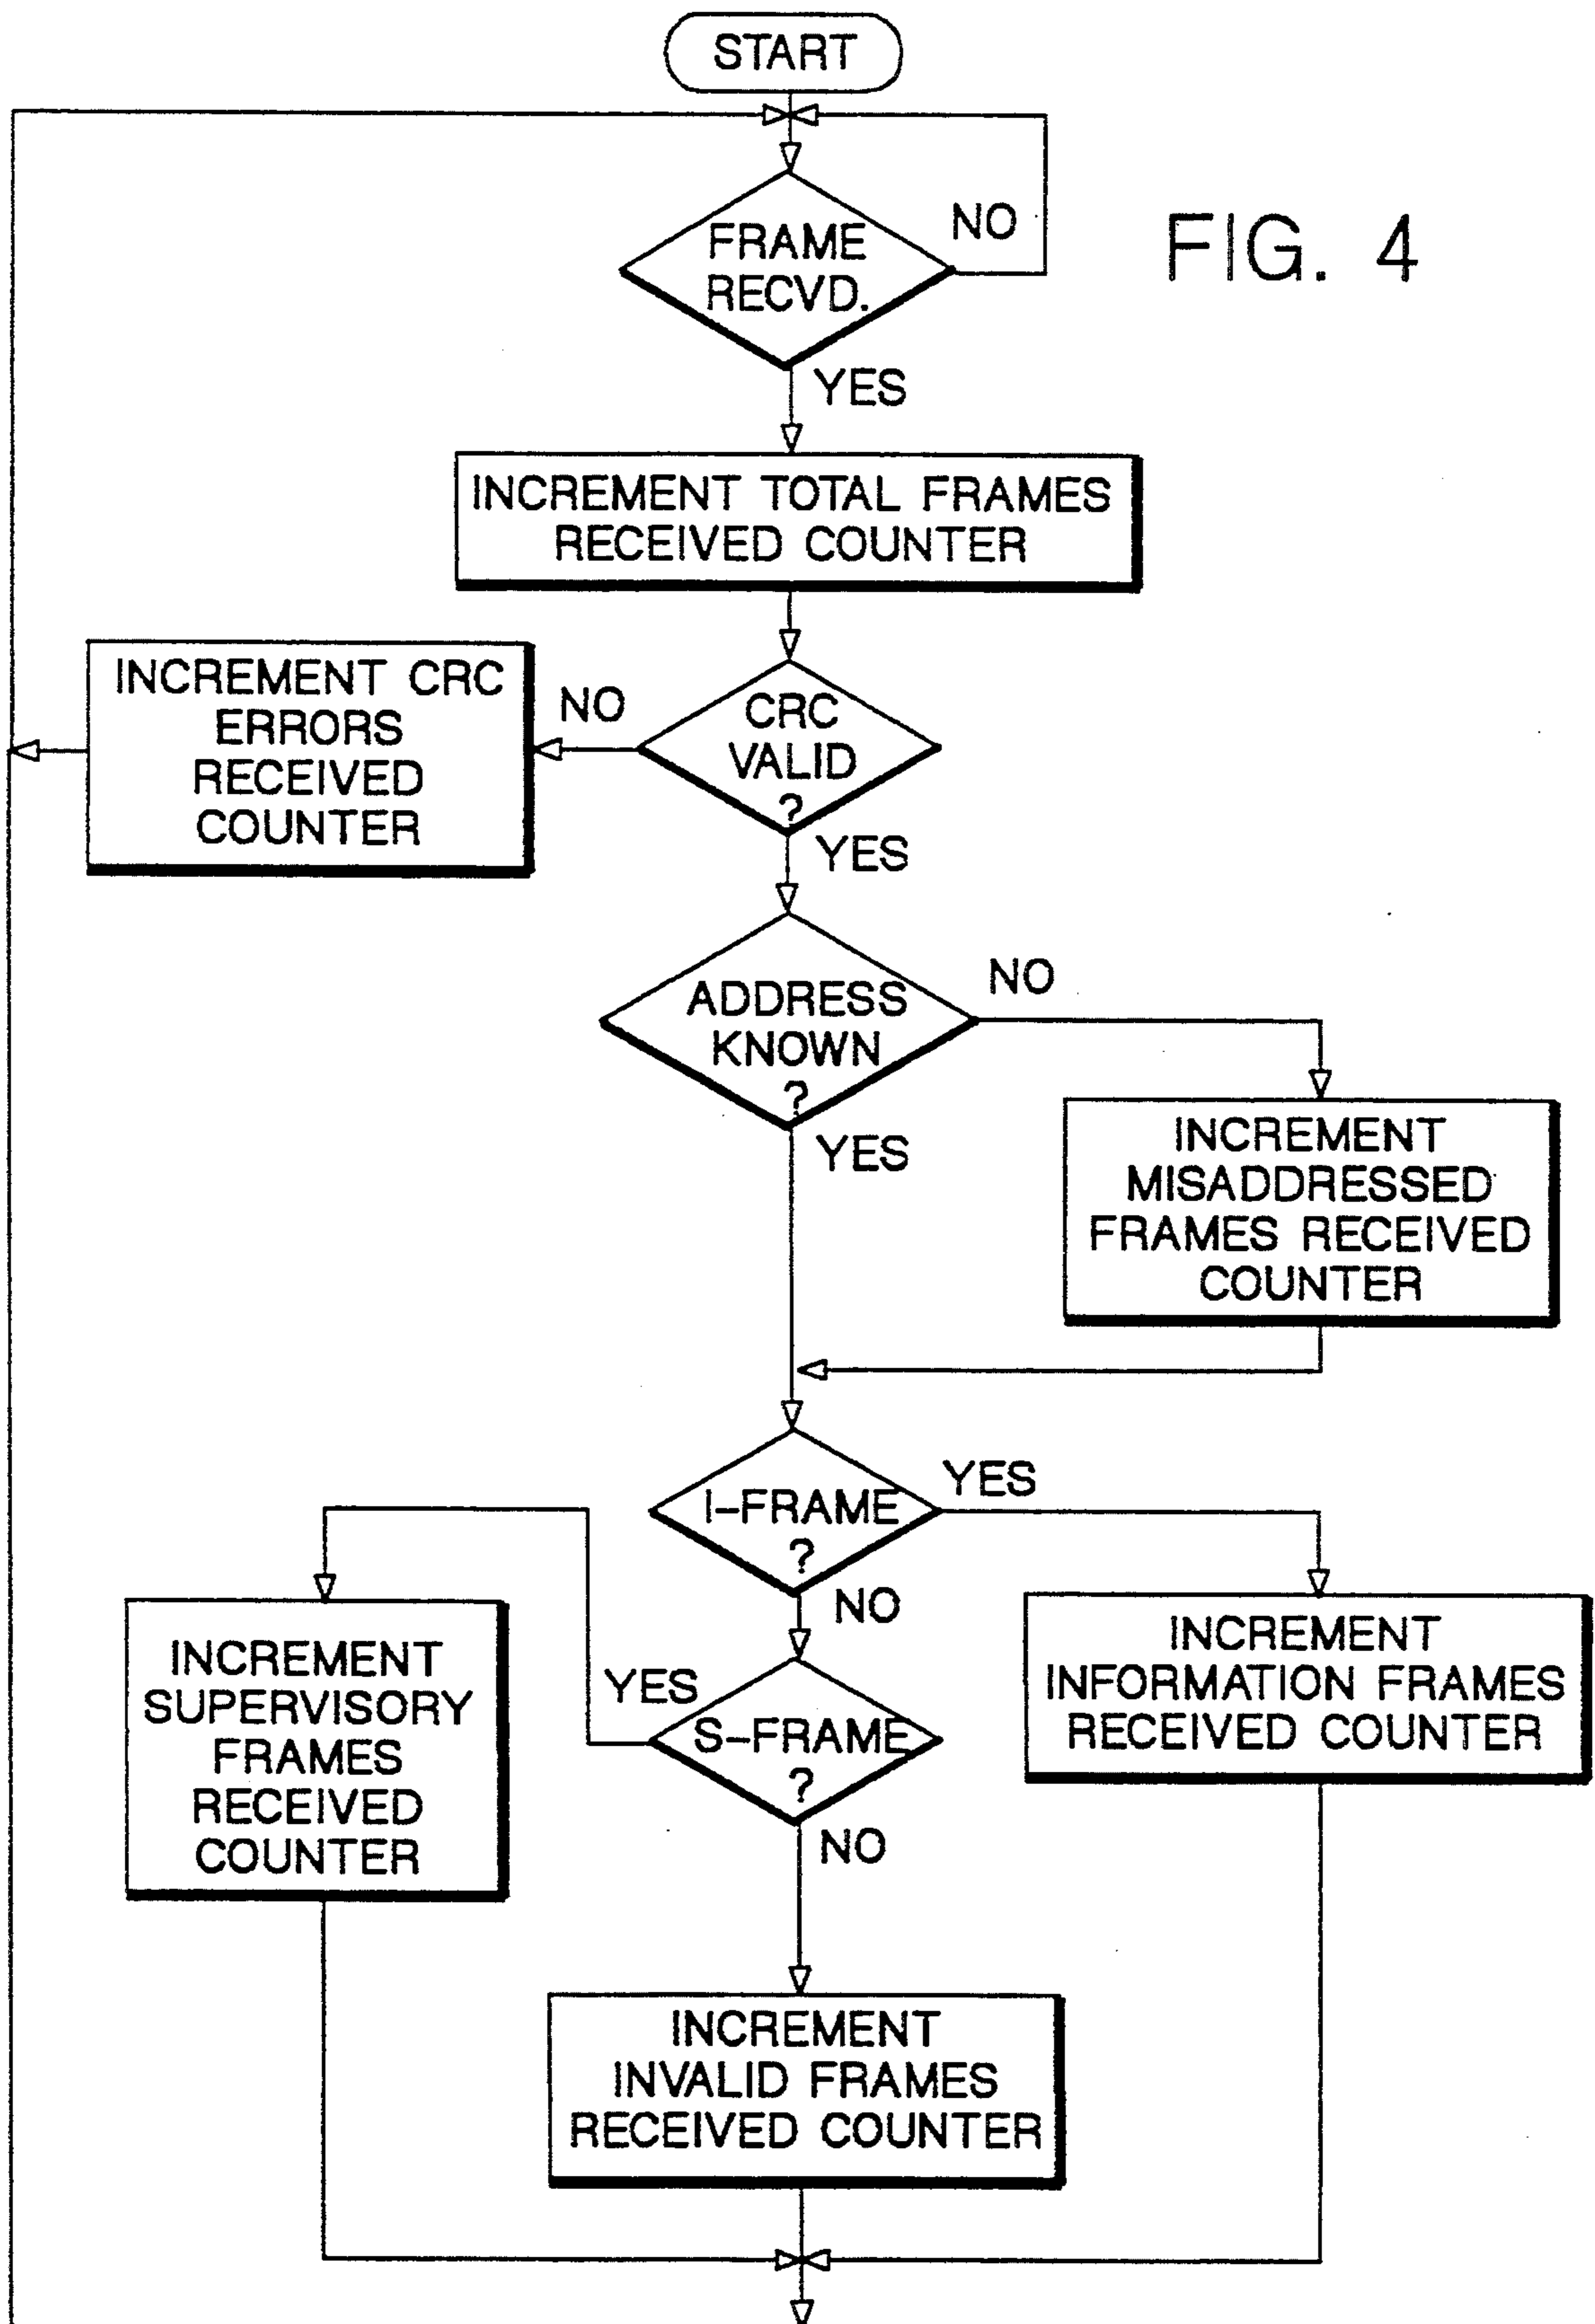 START
FRAME
RECVD.
NO
FIG. 4
YES
INCREMENT TOTAL FRAMES
RECEIVED COUNTER
INCREMENT CRC
ERRORS
RECEIVED
COUNTER
NO
CRC
VALID
?
YES
ADDRESS
KNOWN
?
NO
YES
INCREMENT
MISADDRESSED
FRAMES RECEIVED
COUNTER
I-FRAME
?
YES
NO
INCREMENT
SUPERVISORY
FRAMES
RECEIVED
COUNTER
YES
S-FRAME
?
NO
INCREMENT
INFORMATION FRAMES
RECEIVED COUNTER
INCREMENT
INVALID FRAMES
RECEIVED COUNTER